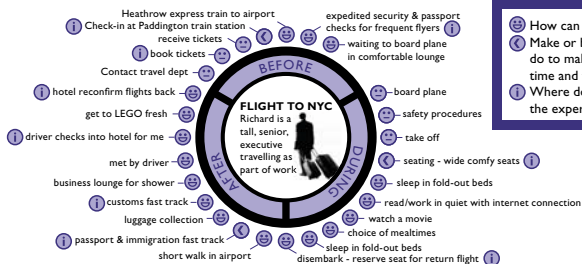 Heathrow express train to airport
Check-in at Paddington train station
receive tickets
book tickets
Contact travel dept
hotel reconfirm flights back
get to LEGO fresh
driver checks into hotel for me
met by driver
business lounge for shower
customs fast track
luggage collection
passport & immigration fast track
short walk in airport
expedited security & passport
checks for frequent flyers
waiting to board plane
in comfortable lounge
board plane
safety procedures
take off
seating - wide comfy seats
sleep in fold-out beds
read/work in quiet with internet connection
watch a movie
choice of mealtimes
sleep in fold-out beds
disembark - reserve seat for return flight
BEFORE
DURING
AFTER
FLIGHT TO NYC
Richard is a
tall, senior,
executive
travelling as
part of work
How can
Make or
do to mak
time and
Where do
the exper